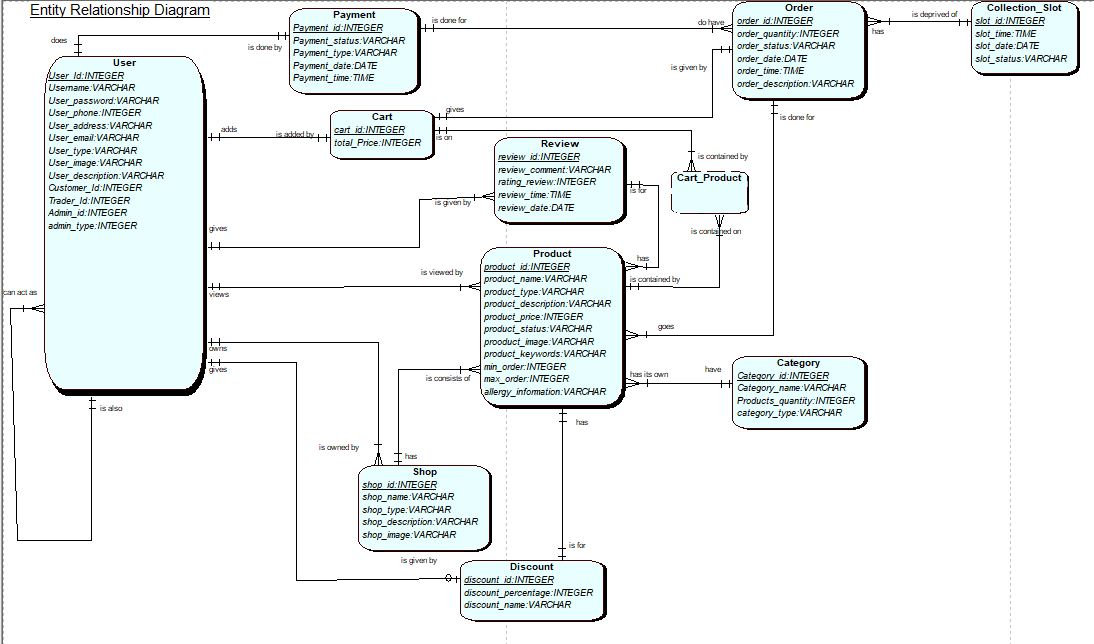 Entity Relationship Diagram
Payment
Payment_id:INTEGER
Payment_status:VARCHAR
Payment_type:VARCHAR
Payment_date:DATE
Payment_time:TIME
Order
order_id:INTEGER
order_quantity:INTEGER
order_status:VARCHAR
order_date:DATE
order_time:TIME
order_description:VARCHAR
Collection_Slot
slot_id:INTEGER
slot_time:TIME
slot_date:DATE
slot_status:VARCHAR
is done for
do have
is deprived of
has
does
is done by
is given by
User
User_Id:INTEGER
Username:VARCHAR
User_password:VARCHAR
User_phone:INTEGER
User_address:VARCHAR
User_email:VARCHAR
User_type:VARCHAR
User_image:VARCHAR
User_description:VARCHAR
Customer_Id:INTEGER
Trader_Id:INTEGER
Admin_id:INTEGER
admin_type:INTEGER
adds
is added by
Cart
cart_id:INTEGER
total_Price:INTEGER
gives
is on
is done for
Review
review_id:INTEGER
review_comment:VARCHAR
rating_review:INTEGER
review_time:TIME
review_date:DATE
is contained by
Cart_Product
is for
is given by
gives
is contained on
Product
product_id:INTEGER
product_name:VARCHAR
product_type:VARCHAR
product_description:VARCHAR
product_price:INTEGER
product_status:VARCHAR
prooduct_image:VARCHAR
product_keywords:VARCHAR
min_order:INTEGER
max_order:INTEGER
allergy_information:VARCHAR
has
is contained by
is viewed by
views
can act as
goes
owns
gives
is consists of
has its own
have
Category
Category_id:INTEGER
Category_name:VARCHAR
Products_quantity:INTEGER
category_type:VARCHAR
is also
has
is owned by
has
Shop
shop_id:INTEGER
shop_name:VARCHAR
shop_type:VARCHAR
shop_description:VARCHAR
shop_image:VARCHAR
is for
is given by
Discount
discount_id:INTEGER
discount_percentage:INTEGER
discount_name:VARCHAR